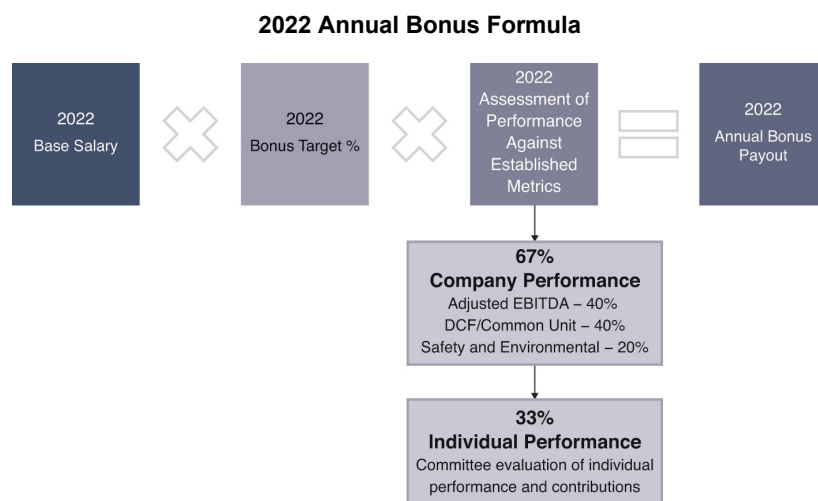 2022 Annual Bonus Formula
2022
Base Salary
2022
Bonus Target %
2022
Assessment of
Performance
Against
Established
Metrics
2022
Annual Bonus
Payout
67%
Company Performance
Adjusted EBITDA – 40%
DCF/Common Unit – 40%
Safety and Environmental – 20%
33%
Individual Performance
Committee evaluation of individual
performance and contributions